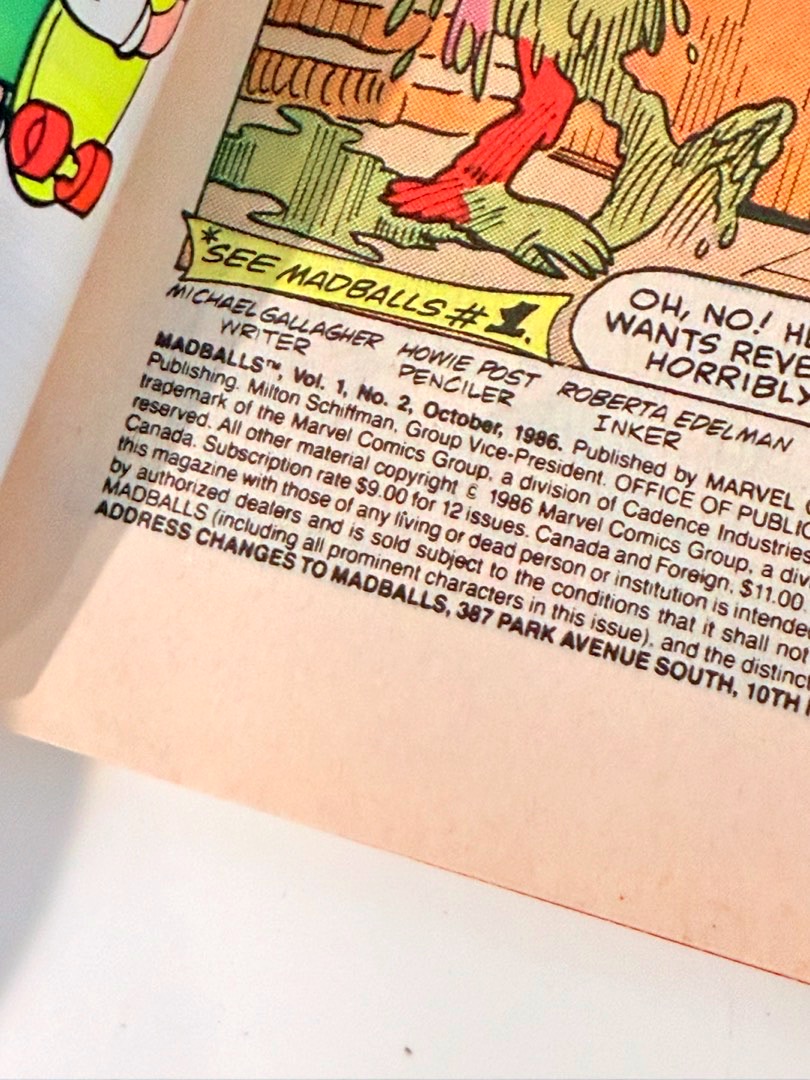 *SEE MADBALLS #1.
OH, NO! HE
WANTS REVE
HORRIBLY
MICHAEL GALLAGHER
WRITER
HOWIE POST
PENCILER
ROBERTA EDELMAN
INKER
MADBALLS™, Vol. 1, No. 2, October, 1986. Published by MARVEL
Publishing. Milton Schiffman, Group Vice-President. OFFICE OF PUBLIC
trademark of the Marvel Comics Group, a division of Cadence Industries
reserved. All other material copyright © 1986 Marvel Comics Group, a div
Canada. Subscription rate $9.00 for 12 issues. Canada and Foreign, $11.00
this magazine with those of any living or dead person or institution is intended
by authorized dealers and is sold subject to the conditions that it shall not
MADBALLS (including all prominent characters in this issue), and the distinct
ADDRESS CHANGES TO MADBALLS, 387 PARK AVENUE SOUTH, 10TH